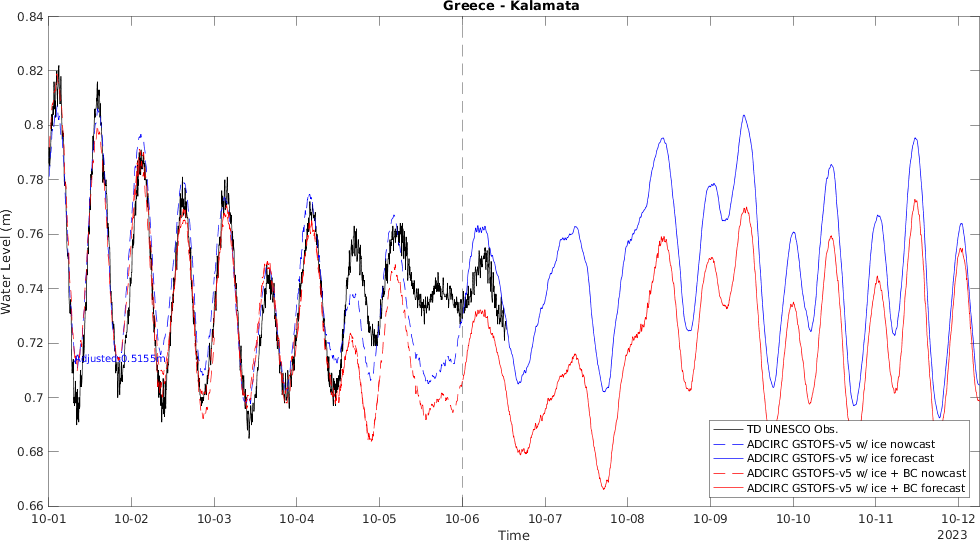 Greece - Kalamata
0.84
0.82
0.8
0.78
0.76
0.74
0.72
0.7
0.68
0.66
Water Level (m)
Adjusted:0.5155m
TD UNESCO Obs.
ADCIRC GSTOFS-v5 w/ ice nowcast
ADCIRC GSTOFS-v5 w/ ice forecast
ADCIRC GSTOFS-v5 w/ ice + BC nowcast
ADCIRC GSTOFS-v5 w/ ice + BC forecast
10-01 10-02 10-03 10-04 10-05 10-06 10-07 10-08 10-09 10-10 10-11 10-12
Time
2023